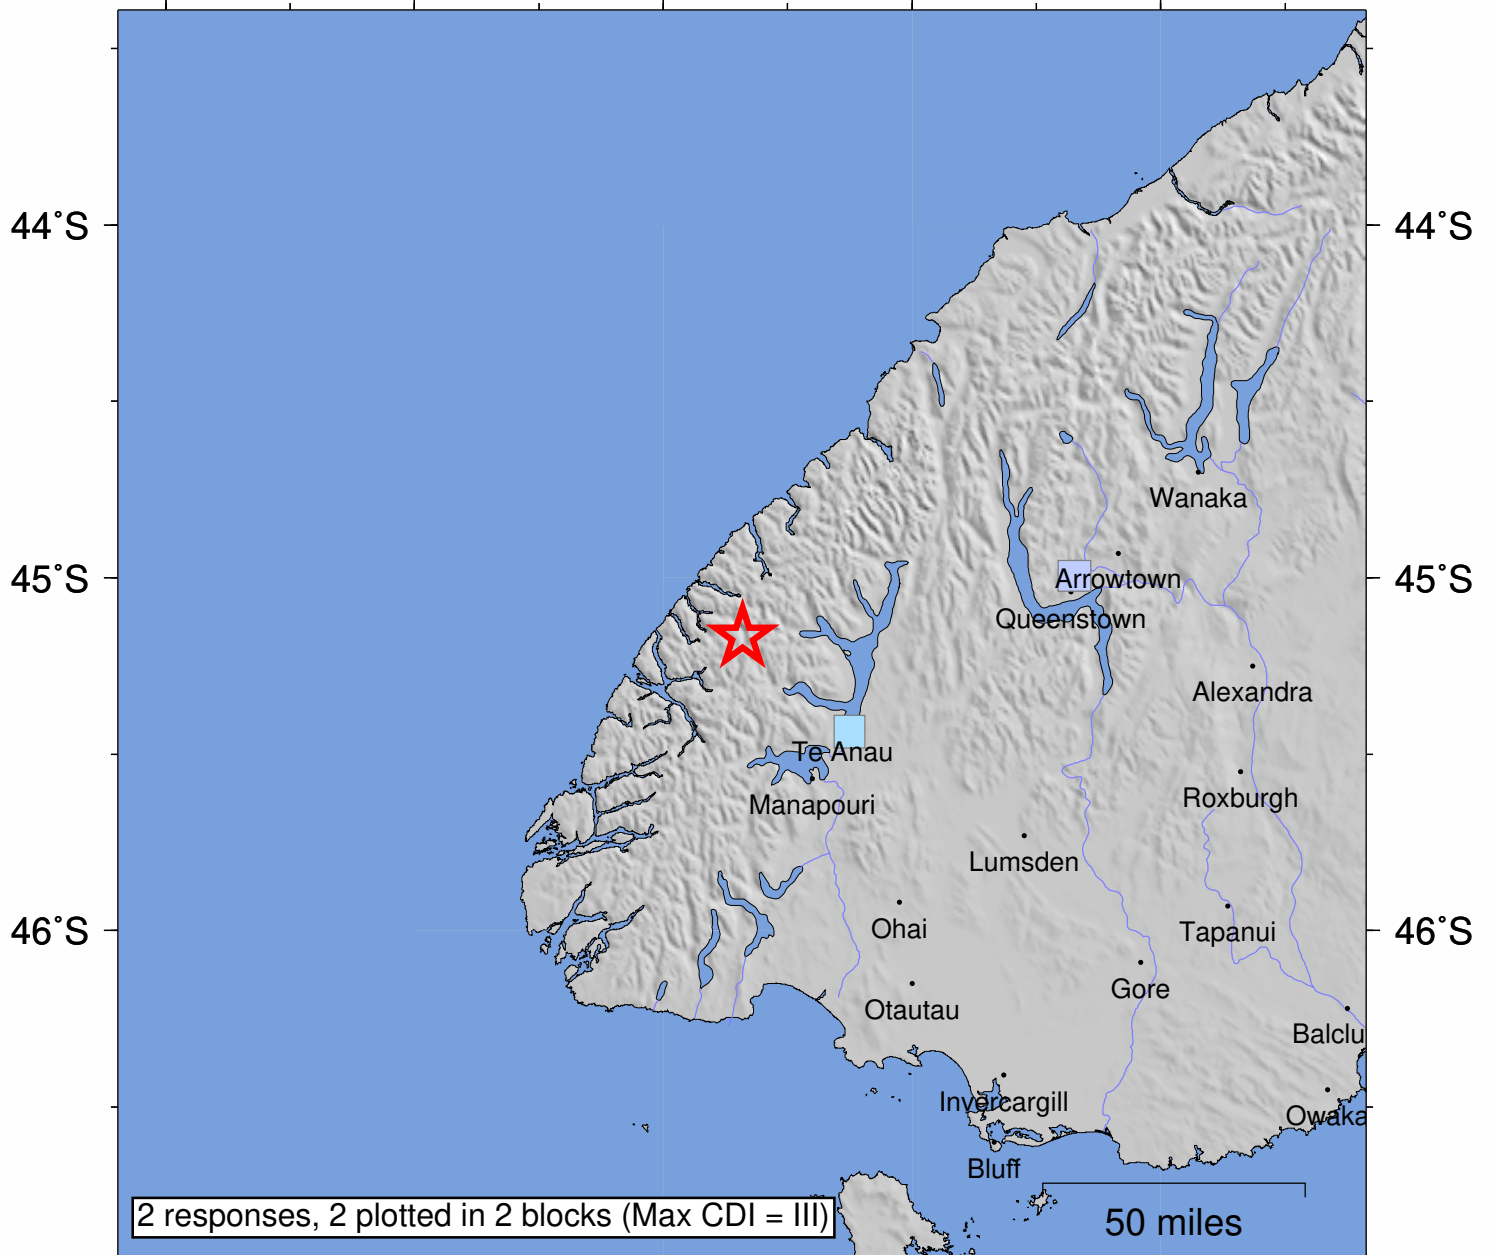 44°S
44°S
Wanaka
45°S
Arrowtown
45°S
Queenstown
Alexandra
Te Anau
Manapouri
Roxburgh
Lumsden
46°S
Ohai
Tapanui
46°S
Gore
Otautau
Balclu
Invercargill
Owaka
Bluff
2 responses, 2 plotted in 2 blocks (Max CDI = III)
50 miles